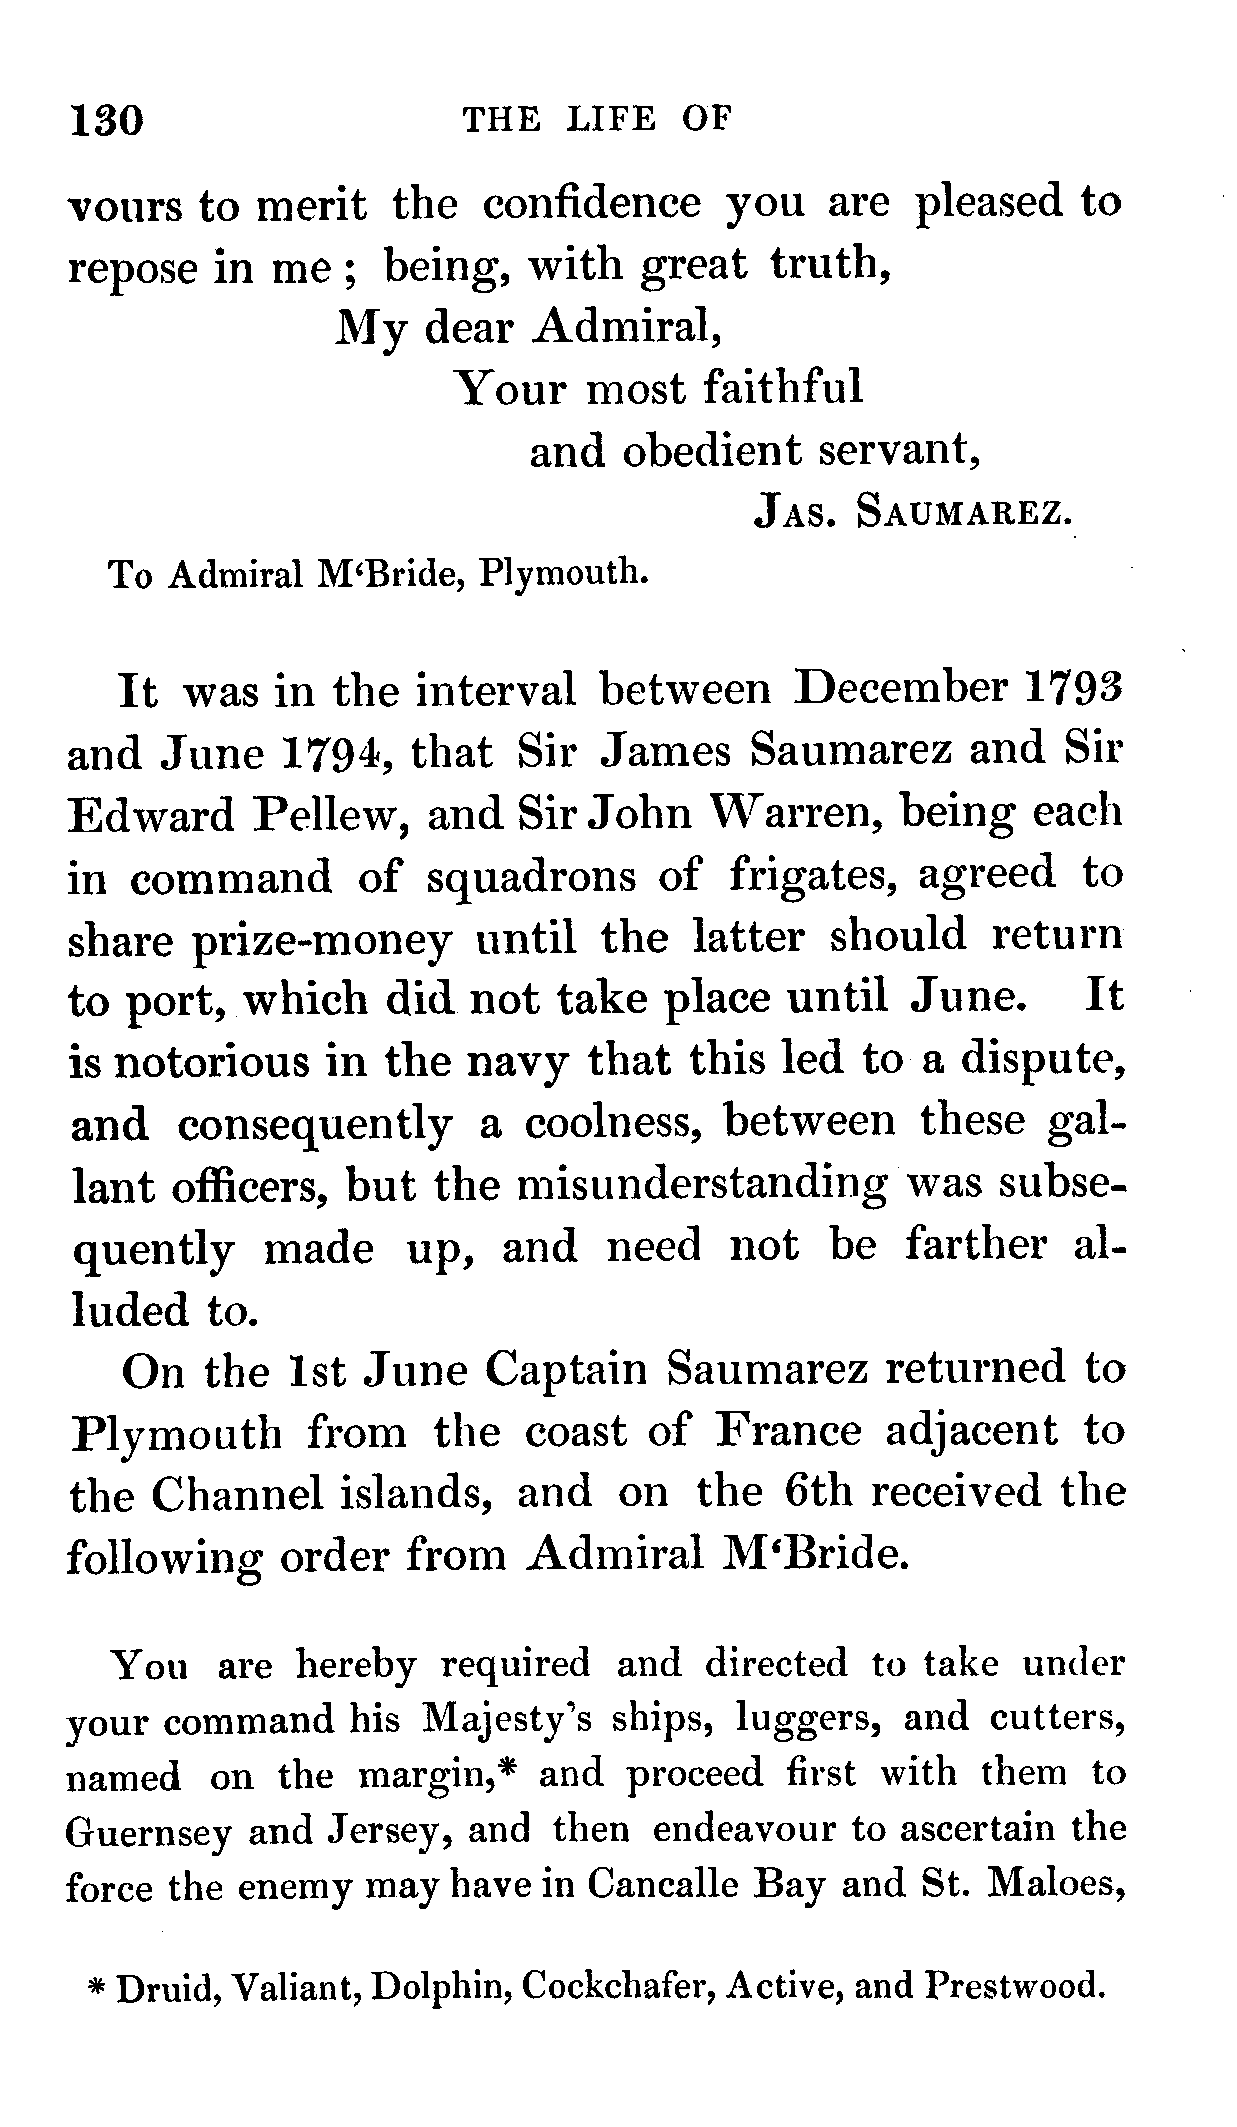 130 THE LIFE OF
vours to merit the confidence you are pleased to
repose in me ; being, with great truth,
My dear Admiral,
Your most faithful
and obedient servant,
JAS. SAUMAREZ.
To Admiral M‘Bride, Plymouth.
It was in the interval between December 1793
and June 1794, that Sir James Saumarez and Sir
Edward Pellew, and Sir John Warren, being each
in command of squadrons of frigates, agreed to
share prize-money until the latter should return
to port, which did not take place until June. It
is notorious in the navy that this led to a dispute,
and consequently a coolness, between these gal-
lant officers, but the misunderstanding was subse-
quently made up, and need not be farther al-
luded to.
On the 1st June Captain Saumarez returned to
Plymouth from the coast of France adjacent to
the Channel islands, and on the 6th received the
following order from Admiral M‘Bride.
You are hereby required and directed to take under
your command his Majesty's ships, luggers, and cutters,
named on the margin,* and proceed first with them to
Guernsey and Jersey, and then endeavour to ascertain the
force the enemy may have in Cancalle Bay and St. Maloes,
* Druid, Valiant, Dolphin, Cockchafer, Active, and Prestwood.